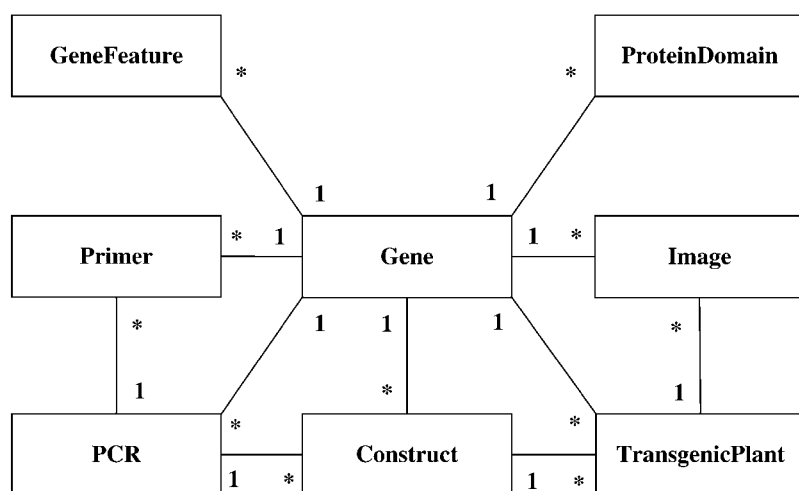 GeneFeature
*
*
ProteinDomain
1
1
Primer
*
1
Gene
1
*
Image
*
1
1
1
*
1
*
1
PCR
*
Construct
*
TransgenicPlant
1
*
1
*